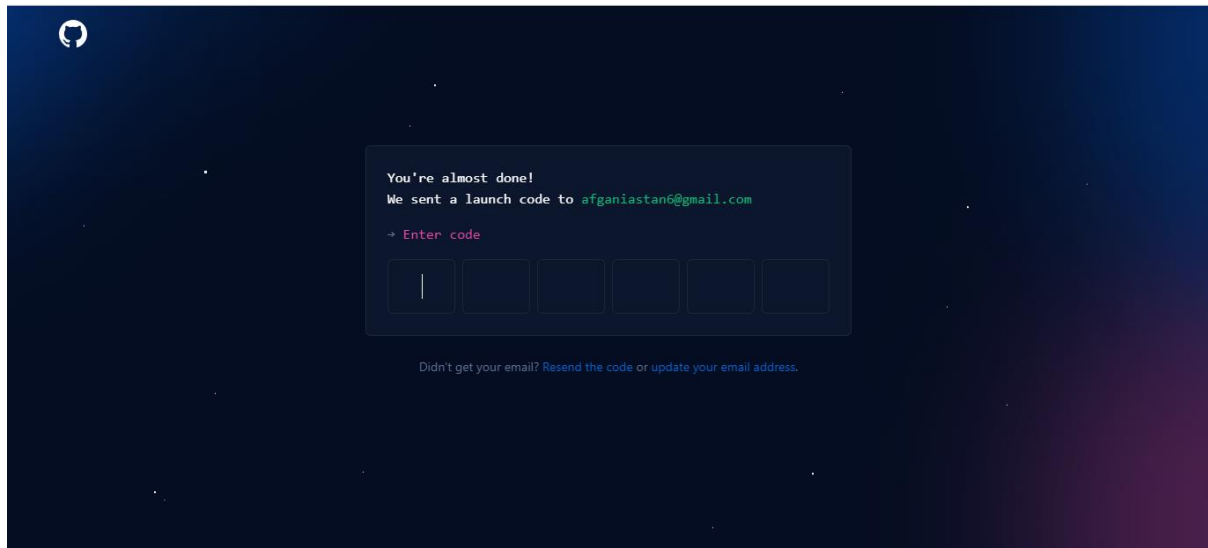 You're almost done!
We sent a launch code to afganiastan6@gmail.com
→ Enter code
Didn't get your email? Resend the code or update your email address.